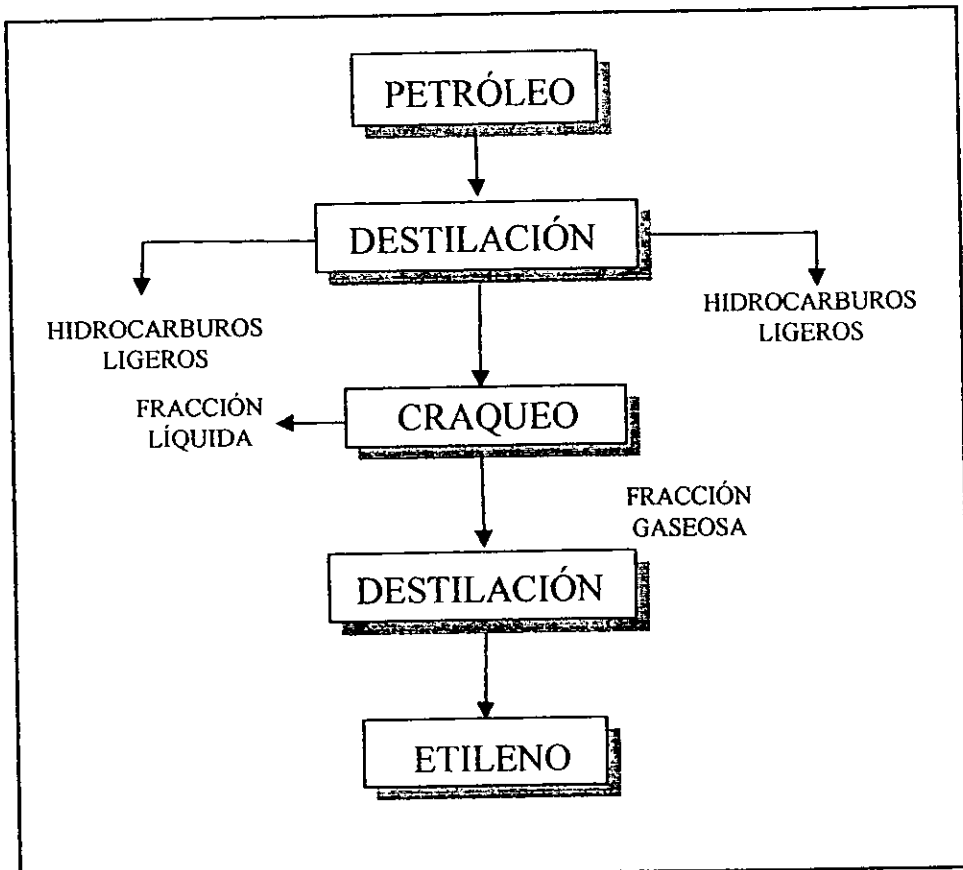 PETRÓLEO
DESTILACIÓN
HIDROCARBUROS
LIGEROS
HIDROCARBUROS
LIGEROS
FRACCIÓN
LÍQUIDA
CRAQUEO
FRACCIÓN
GASEOSA
DESTILACIÓN
ETILENO